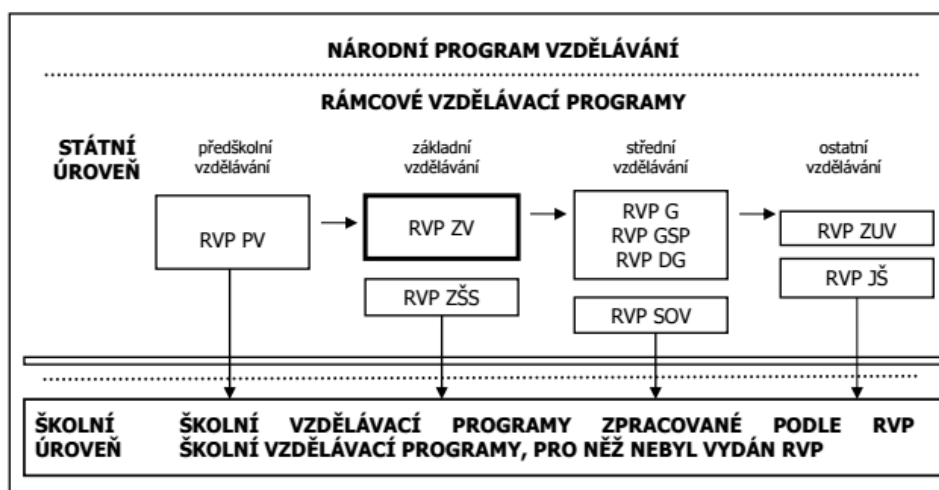 NÁRODNÍ PROGRAM VZDĚLÁVÁNÍ
RÁMCOVÉ VZDĚLÁVACÍ PROGRAMY
STÁTNÍ
ÚROVEŇ
předškolní
vzdělávání
základní
vzdělávání
střední
vzdělávání
ostatní
vzdělávání
RVP PV
RVP ZV
RVP G
RVP GSP
RVP DG
RVP ZUV
RVP ZŠS
RVP SOV
RVP JŠ
ŠKOLNÍ
ÚROVEŇ
ŠKOLNÍ VZDĚLÁVACÍ PROGRAMY ZPRACOVANÉ PODLE RVP
ŠKOLNÍ VZDĚLÁVACÍ PROGRAMY, PRO NĚŽ NEBYL VYDÁN RVP